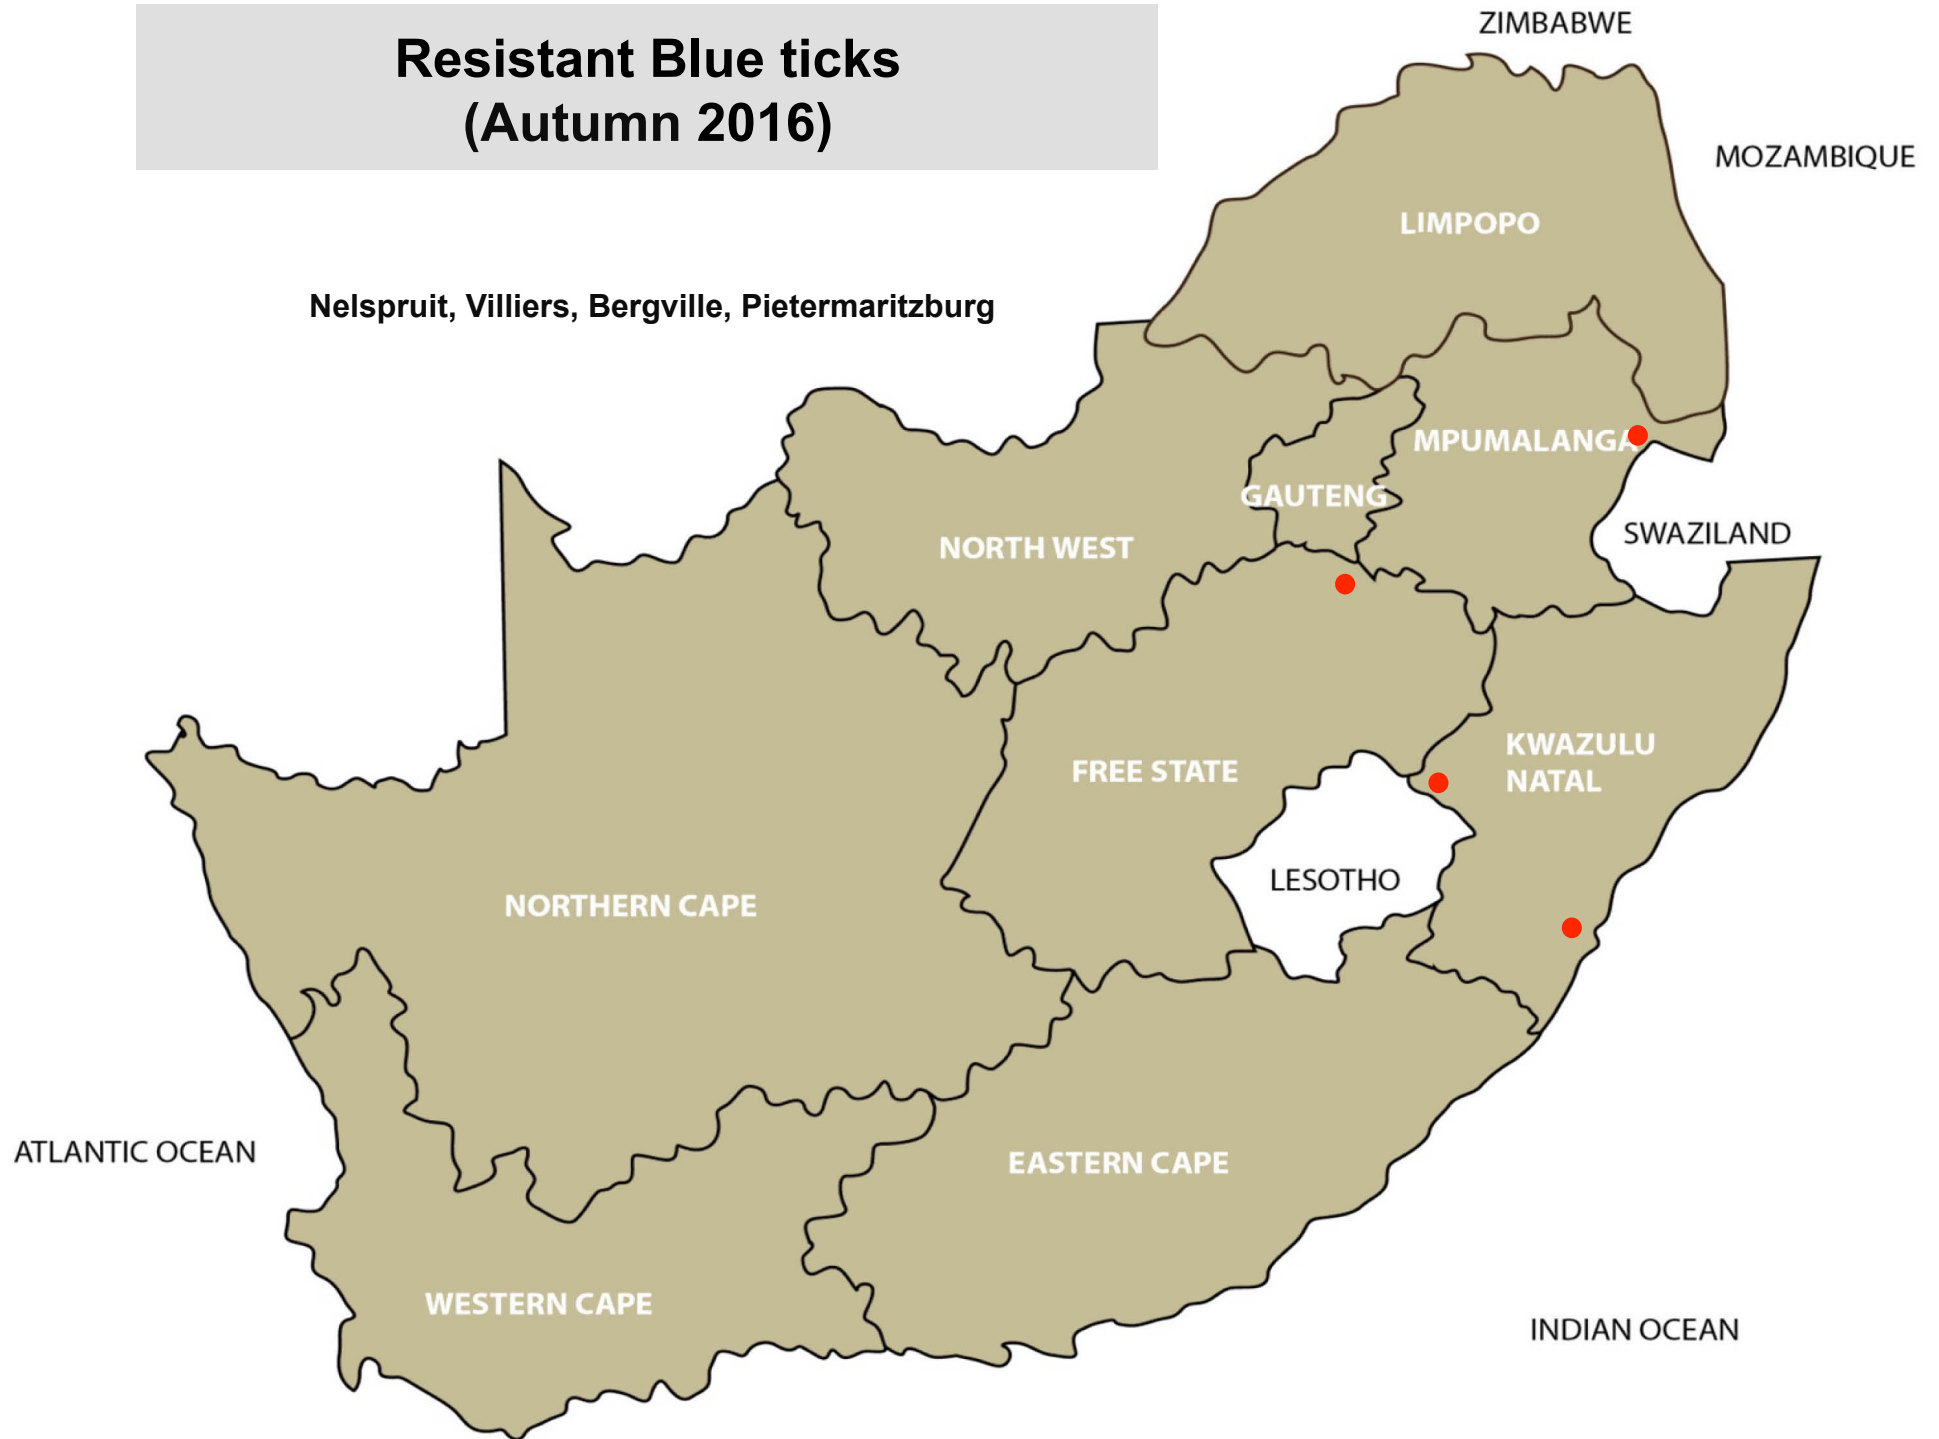 Resistant Blue ticks
(Autumn 2016)
ZIMBABWE
MOZAMBIQUE
LIMPOPO
Nelspruit, Villiers, Bergville, Pietermaritzburg
MPUMALANGA
GAUTENG
SWAZILAND
NORTH WEST
KWAZULU
NATAL
FREE STATE
LESOTHO
NORTHERN CAPE
ATLANTIC OCEAN
EASTERN CAPE
WESTERN CAPE
INDIAN OCEAN